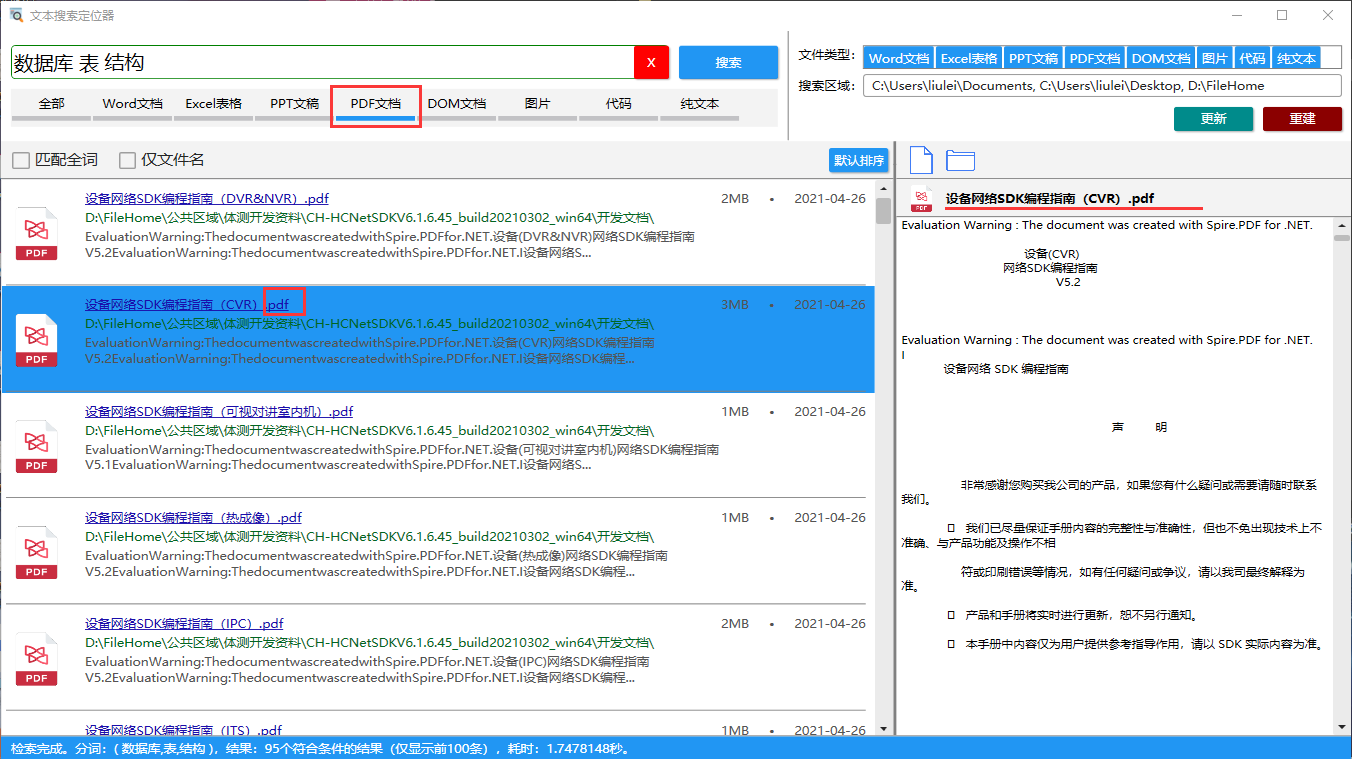 文本搜索定位器
数据库 表 结构
X
搜索
全部 Word文档 Excel表格 PPT文稿 PDF文档 DOM文档 图片 代码 纯文本
文件类型: Word文档 Excel表格 PPT文稿 PDF文档 DOM文档 图片 代码 纯文本
搜索区域: C:\Users\liulei\Documents, C:\Users\liulei\Desktop, D:\FileHome
更新 重建
匹配全词 仅文件名 默认排序
设备网络SDK编程指南（DVR&NVR）.pdf 2MB • 2021-04-26
D:\FileHome\公共区域\体测开发资料\CH-HCNetSDKV6.1.6.45_build20210302_win64\开发文档\
EvaluationWarning:ThedocumentwascreatedwithSpire.PDFfor.NET.设备(DVR&NVR)网络SDK编程指南
V5.2EvaluationWarning:ThedocumentwascreatedwithSpire.PDFfor.NET.I设备网络S...
PDF
设备网络SDK编程指南（CVR）.pdf 3MB • 2021-04-26
D:\FileHome\公共区域\体测开发资料\CH-HCNetSDKV6.1.6.45_build20210302_win64\开发文档\
EvaluationWarning:ThedocumentwascreatedwithSpire.PDFfor.NET.设备(CVR)网络SDK编程指南
V5.2EvaluationWarning:ThedocumentwascreatedwithSpire.PDFfor.NET.I设备网络SDK编程...
PDF
设备网络SDK编程指南（可视对讲室内机）.pdf 1MB • 2021-04-26
D:\FileHome\公共区域\体测开发资料\CH-HCNetSDKV6.1.6.45_build20210302_win64\开发文档\
EvaluationWarning:ThedocumentwascreatedwithSpire.PDFfor.NET.设备(可视对讲室内机)网络SDK编程指南
V5.1EvaluationWarning:ThedocumentwascreatedwithSpire.PDFfor.NET.I设备网络S...
PDF
设备网络SDK编程指南（热成像）.pdf 1MB • 2021-04-26
D:\FileHome\公共区域\体测开发资料\CH-HCNetSDKV6.1.6.45_build20210302_win64\开发文档\
EvaluationWarning:ThedocumentwascreatedwithSpire.PDFfor.NET.设备(热成像)网络SDK编程指南
V5.2EvaluationWarning:ThedocumentwascreatedwithSpire.PDFfor.NET.I设备网络SDK编程...
PDF
设备网络SDK编程指南（IPC）.pdf 2MB • 2021-04-26
D:\FileHome\公共区域\体测开发资料\CH-HCNetSDKV6.1.6.45_build20210302_win64\开发文档\
EvaluationWarning:ThedocumentwascreatedwithSpire.PDFfor.NET.设备(IPC)网络SDK编程指南
V5.2EvaluationWarning:ThedocumentwascreatedwithSpire.PDFfor.NET.I设备网络SDK编程...
PDF
设备网络SDK编程指南（ITS）.pdf 1MB • 2021-04-26
PDF
设备网络SDK编程指南（CVR）.pdf
Evaluation Warning : The document was created with Spire.PDF for .NET.
设备(CVR)
网络SDK编程指南
V5.2
Evaluation Warning : The document was created with Spire.PDF for .NET.
I
设备网络 SDK 编程指南
声 明
非常感谢您购买我公司的产品，如果您有什么疑问或需要请随时联系
我们。
我们已尽量保证手册内容的完整性与准确性，但也不免出现技术上不
准确、与产品功能及操作不相
符或印刷错误等情况，如有任何疑问或争议，请以我司最终解释为
准。
产品和手册将实时进行更新，恕不另行通知。
本手册中内容仅为用户提供参考指导作用，请以 SDK 实际内容为准。
检索完成。分词:（ 数据库,表,结构 ），结果: 95个符合条件的结果（仅显示前100条），耗时: 1.7478148秒。